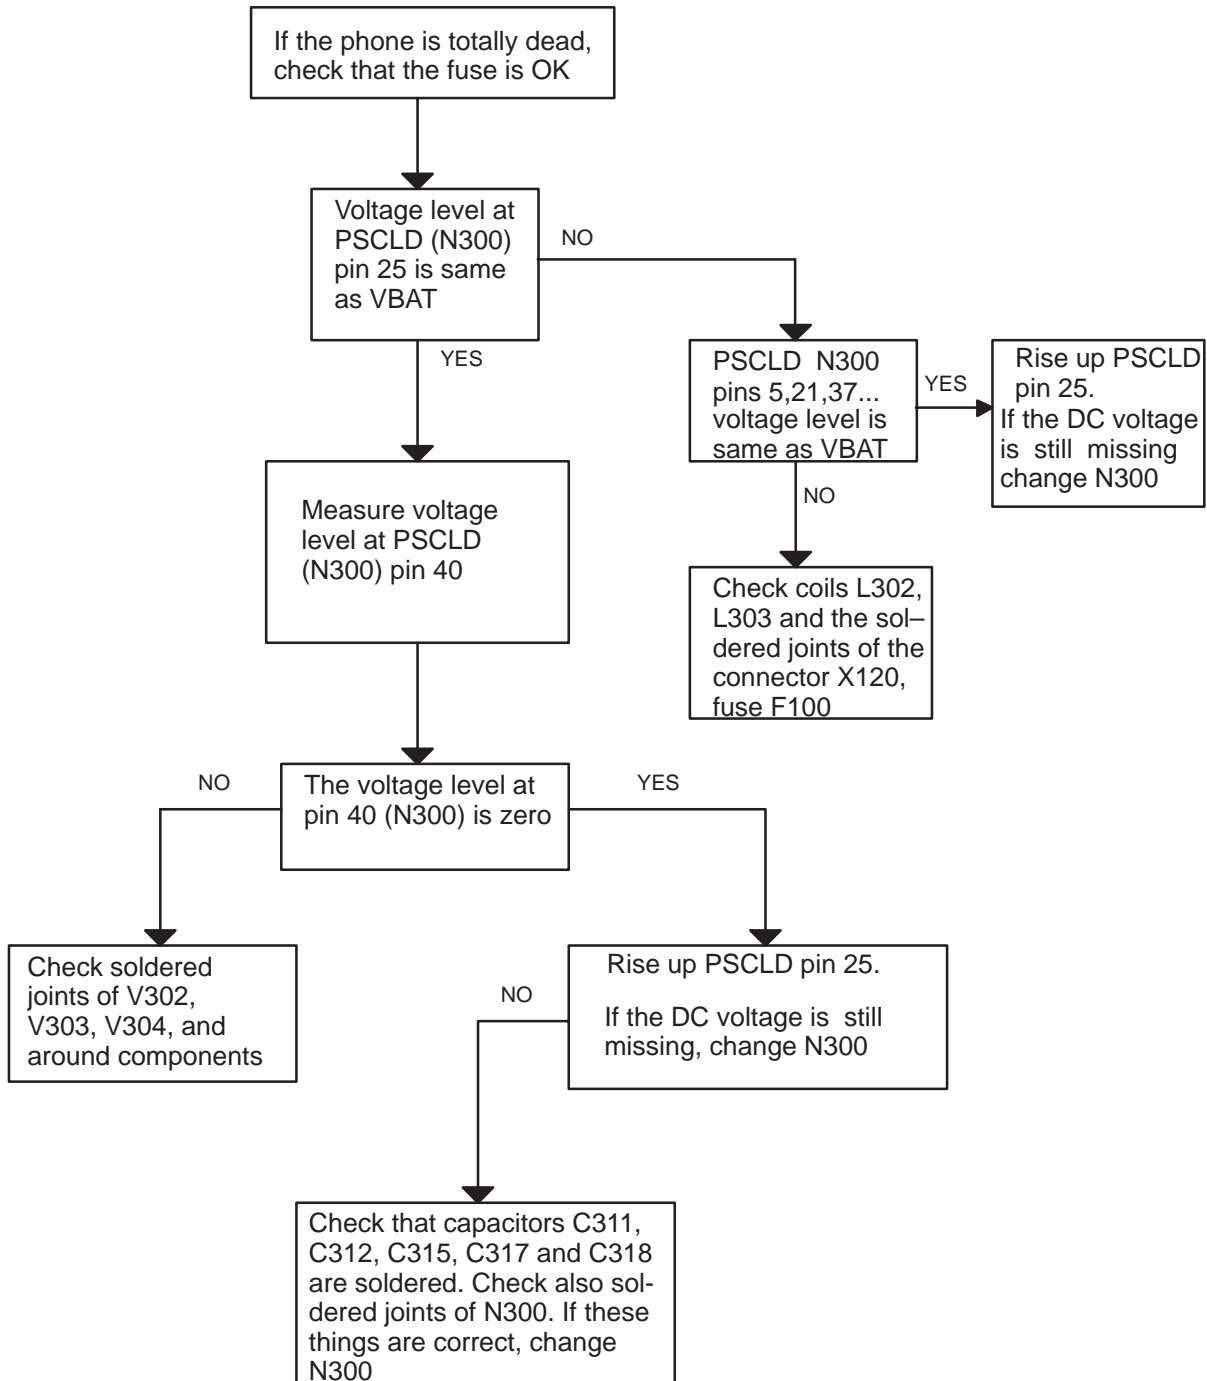 If the phone is totally dead,
check that the fuse is OK
Voltage level at
PSCLD (N300)
pin 25 is same
as VBAT
NO
YES
PSCLD N300
pins 5,21,37...
voltage level is
same as VBAT
YES
Rise up PSCLD
pin 25.
If the DC voltage
is still missing
change N300
NO
Measure voltage
level at PSCLD
(N300) pin 40
Check coils L302,
L303 and the sol–
dered joints of the
connector X120,
fuse F100
NO
The voltage level at
pin 40 (N300) is zero
YES
Check soldered
joints of V302,
V303, V304, and
around components
Rise up PSCLD pin 25.
If the DC voltage is still
missing, change N300
NO
Check that capacitors C311,
C312, C315, C317 and C318
are soldered. Check also sol-
dered joints of N300. If these
things are correct, change
N300